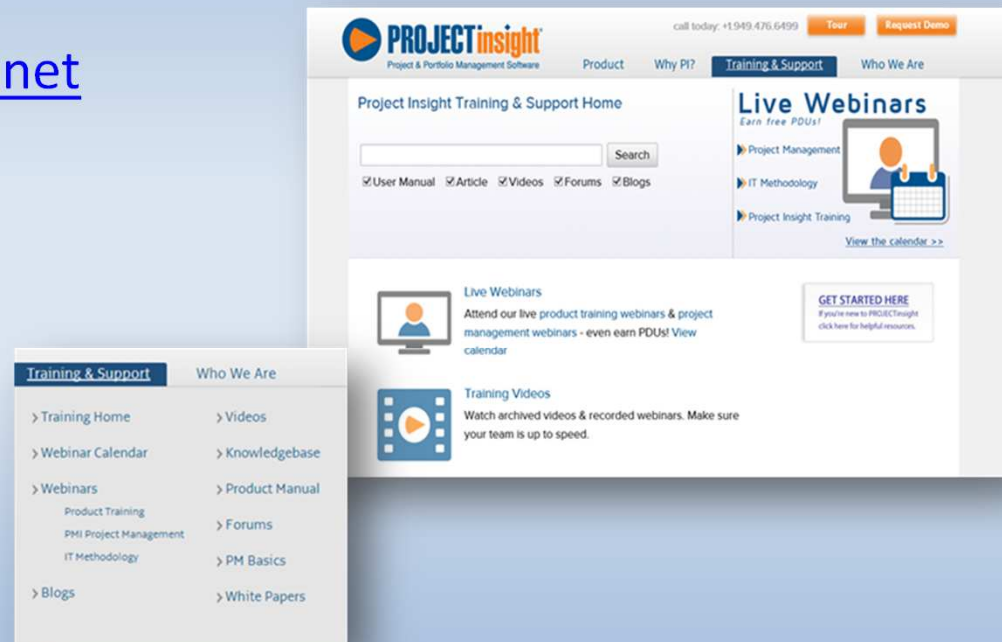 net
PROJECTinsight
Project & Portfolio Management Software
call today: +1.949.476.6499
Tour
Request Demo
Product
Why PI?
Training & Support
Who We Are
Project Insight Training & Support Home
Search
User Manual
Article
Videos
Forums
Blogs
Live Webinars
Earn free PDUs!
Project Management
IT Methodology
Project Insight Training
View the calendar >>
Live Webinars
Attend our live product training webinars & project
management webinars - even earn PDUs! View
calendar
GET STARTED HERE
If you're new to PROJECTinsight
click here for helpful resources.
Training Videos
Watch archived videos & recorded webinars. Make sure
your team is up to speed.
Training & Support
Who We Are
> Training Home
> Webinar Calendar
> Webinars
Product Training
PMI Project Management
IT Methodology
> Blogs
> Videos
> Knowledgebase
> Product Manual
> Forums
> PM Basics
> White Papers